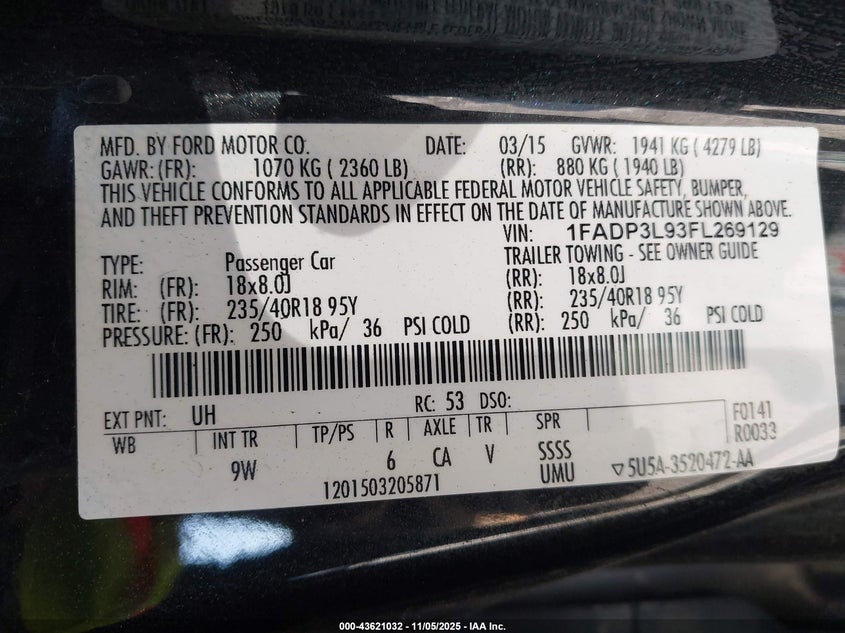 MFD. BY FORD MOTOR CO. DATE: 03/15 GVWR: 1941 KG ( 4279 LB)
GAWR: (FR): 1070 KG ( 2360 LB) (RR): 880 KG ( 1940 LB)
THIS VEHICLE CONFORMS TO ALL APPLICABLE FEDERAL MOTOR VEHICLE SAFETY, BUMPER,
AND THEFT PREVENTION STANDARDS IN EFFECT ON THE DATE OF MANUFACTURE SHOWN ABOVE.
VIN: 1FADP3L93FL269129
TYPE: Passenger Car TRAILER TOWING - SEE OWNER GUIDE
RIM: (FR): 18x8.0J (RR): 18x8.0J
TIRE: (FR): 235/40R18 95Y (RR): 235/40R18 95Y
PRESSURE: (FR): 250 kPa/ 36 PSI COLD (RR): 250 kPa/ 36 PSI COLD
EXT PNT: UH RC: 53 DSO: F0141
WB INT TR TP/PS R AXLE TR SPR R0033
9W 6 CA V SSSS
1201503205871 UMU ▽5U5A-3520472-AA
000-43621032 - 11/05/2025 - IAA Inc.